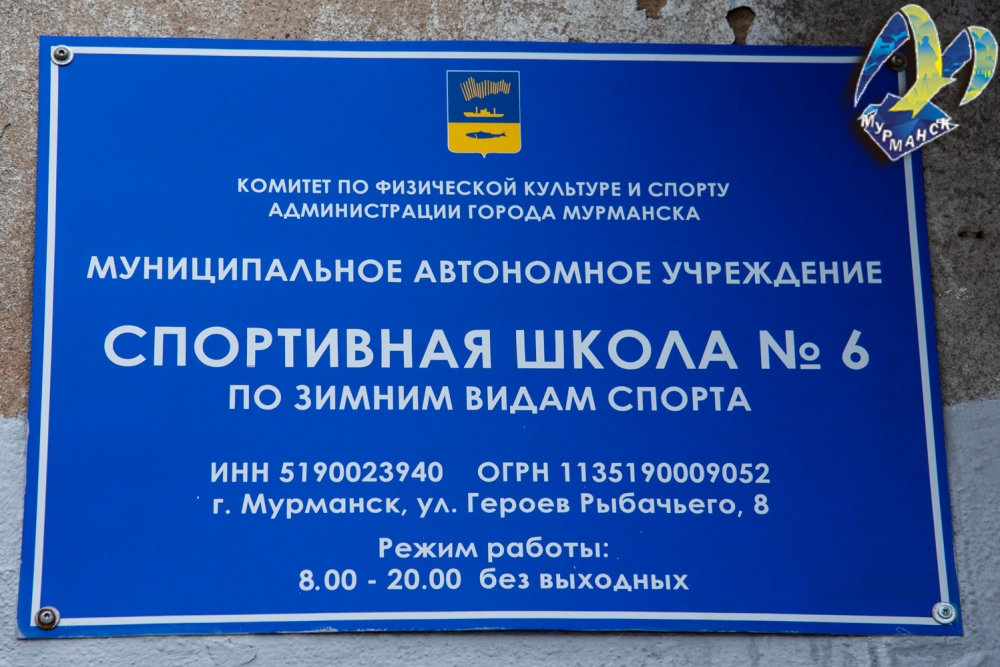 МУРМАНСК
КОМИТЕТ ПО ФИЗИЧЕСКОЙ КУЛЬТУРЕ И СПОРТУ
АДМИНИСТРАЦИИ ГОРОДА МУРМАНСКА
МУНИЦИПАЛЬНОЕ АВТОНОМНОЕ УЧРЕЖДЕНИЕ
СПОРТИВНАЯ ШКОЛА № 6
ПО ЗИМНИМ ВИДАМ СПОРТА
ИНН 5190023940 ОГРН 1135190009052
г. Мурманск, ул. Героев Рыбачьего, 8
Режим работы:
8.00 - 20.00 без выходных